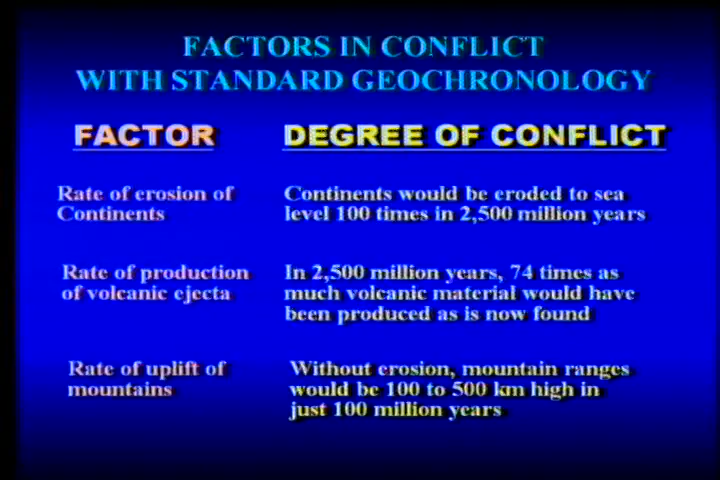 FACTORS IN CONFLICT
WITH STANDARD GEOCHRONOLOGY
FACTOR DEGREE OF CONFLICT
Rate of erosion of Continents would be eroded to sea
Continents level 100 times in 2,500 million years
Rate of production In 2,500 million years, 74 times as
of volcanic ejecta much volcanic material would have
been produced as is now found
Rate of uplift of Without erosion, mountain ranges
mountains would be 100 to 500 km high in
just 100 million years